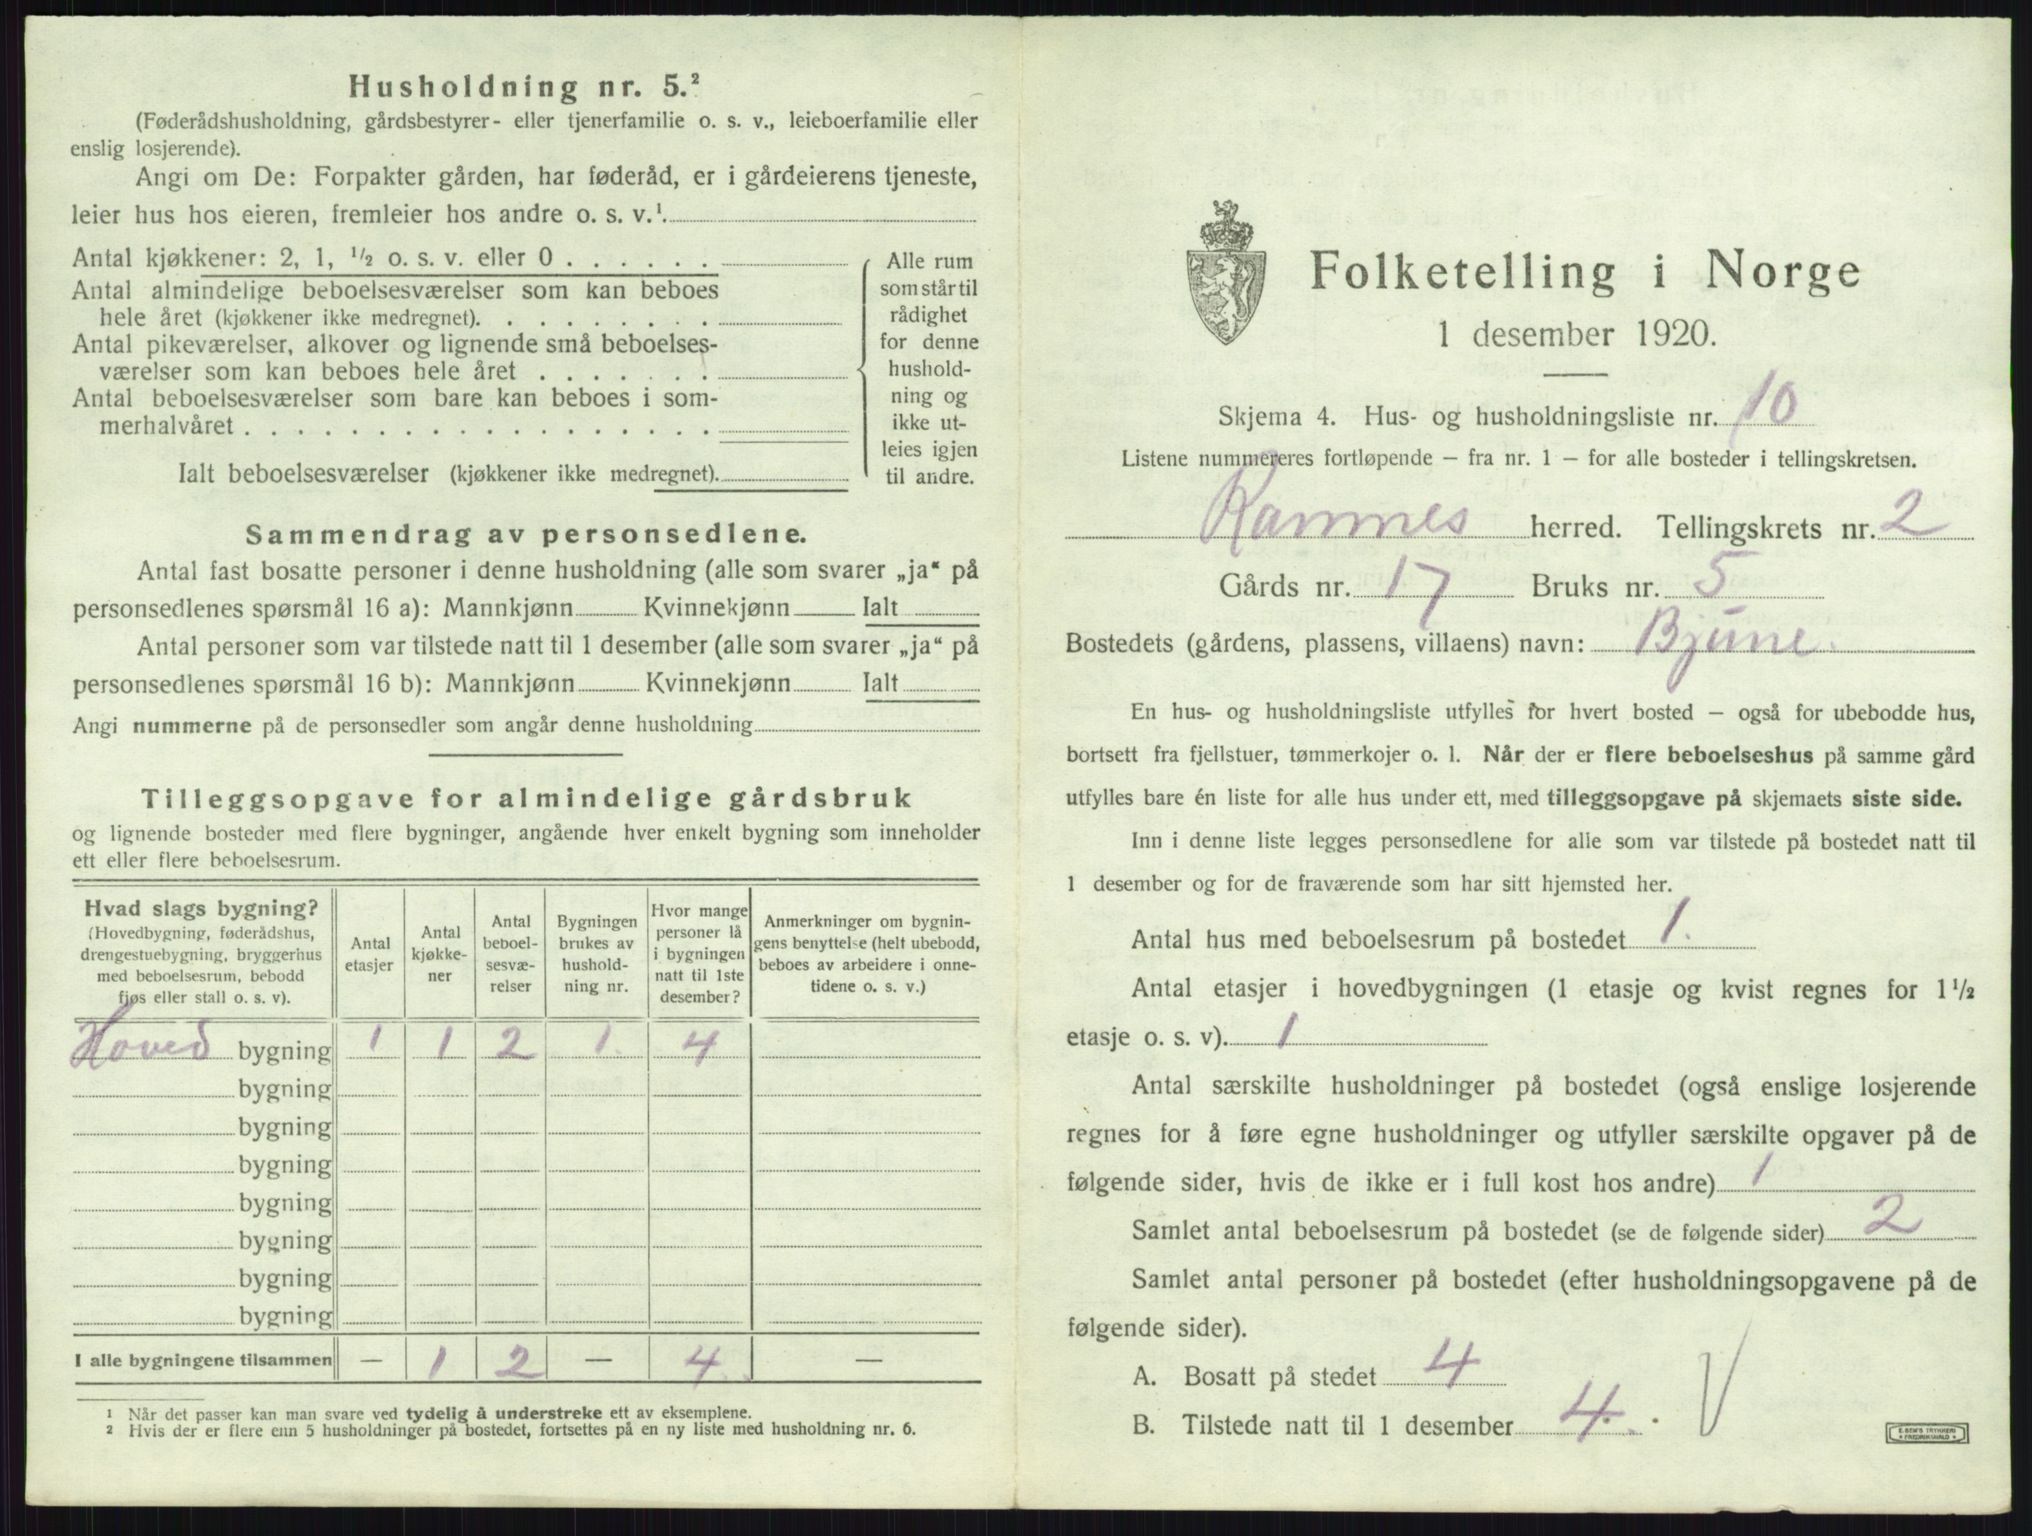 Husholdning nr. 5.²
(Føderådshusholdning, gårdsbestyrer- eller tjenerfamilie o. s. v., leieboerfamilie eller
enslig losjerende).
Angi om De: Forpakter gården, har føderåd, er i gårdeierens tjeneste,
leier hus hos eieren, fremleier hos andre o. s. v.¹.
Antal kjøkkener: 2, 1, ½ o. s. v. eller 0 . . . . . .
Antal almindelige beboelsesværelser som kan beboes
hele året (kjøkkener ikke medregnet). . . . . . . . .
Antal pikeværelser, alkover og lignende små beboelses-
værelser som kan beboes hele året . . . . . . .
Antal beboelsesværelser som bare kan beboes i som-
merhalvåret . . . . . . . . . . . . . . . . . .
Ialt beboelsesværelser (kjøkkener ikke medregnet).
Alle rum
som står til
rådighet
for denne
hushold-
ning og
ikke ut-
leies igjen
til andre.
Sammendrag av personsedlene.
Antal fast bosatte personer i denne husholdning (alle som svarer „ja“ på
personsedlenes spørsmål 16 a): Mannkjønn Kvinnekjønn Ialt
Antal personer som var tilstede natt til 1 desember (alle som svarer „ja“ på
personsedlenes spørsmål 16 b): Mannkjønn Kvinnekjønn Ialt
Angi nummerne på de personsedler som angår denne husholdning
Tilleggsopgave for almindelige gårdsbruk
og lignende bosteder med flere bygninger, angående hver enkelt bygning som inneholder
ett eller flere beboelsesrum.
Hvad slags bygning?
(Hovedbygning, føderådshus,
drengestuebygning, bryggerhus
med beboelsesrum, bebodd
fjøs eller stall o. s. v).
Antal
etasjer
Antal
kjøkke-
ner
Antal
beboel-
sesvæ-
relser
Bygningen
brukes av
hushold-
ning nr.
Hvor mange
personer lå
i bygningen
natt til 1ste
desember?
Anmerkninger om bygnin-
gens benyttelse (helt ubebodd,
beboes av arbeidere i onne-
tidene o. s. v.)
Hoved bygning 1 1 2 1. 4
bygning
bygning
bygning
bygning
bygning
bygning
bygning
I alle bygningene tilsammen — 1 2 — 4. —
¹ Når det passer kan man svare ved tydelig å understreke ett av eksemplene.
² Hvis der er flere enn 5 husholdninger på bostedet, fortsettes på en ny liste med husholdning nr. 6.
Folketelling i Norge
1 desember 1920.
Skjema 4. Hus- og husholdningsliste nr. 10
Listene nummereres fortløpende — fra nr. 1 — for alle bosteder i tellingskretsen.
Ramnes herred. Tellingskrets nr. 2
Gårds nr. 17 Bruks nr. 5
Bostedets (gårdens, plassens, villaens) navn: Bjune.
En hus- og husholdningsliste utfylles for hvert bosted — også for ubebodde hus,
bortsett fra fjellstuer, tømmerkojer o. l. Når der er flere beboelseshus på samme gård
utfylles bare én liste for alle hus under ett, med tilleggsopgave på skjemaets siste side.
Inn i denne liste legges personsedlene for alle som var tilstede på bostedet natt til
1 desember og for de fraværende som har sitt hjemsted her.
Antal hus med beboelsesrum på bostedet 1.
Antal etasjer i hovedbygningen (1 etasje og kvist regnes for 1½
etasje o. s. v). 1
Antal særskilte husholdninger på bostedet (også enslige losjerende
regnes for å føre egne husholdninger og utfyller særskilte opgaver på de
følgende sider, hvis de ikke er i full kost hos andre) 1
Samlet antal beboelsesrum på bostedet (se de følgende sider) 2
Samlet antal personer på bostedet (efter husholdningsopgavene på de
følgende sider).
A. Bosatt på stedet 4
B. Tilstede natt til 1 desember 4. V